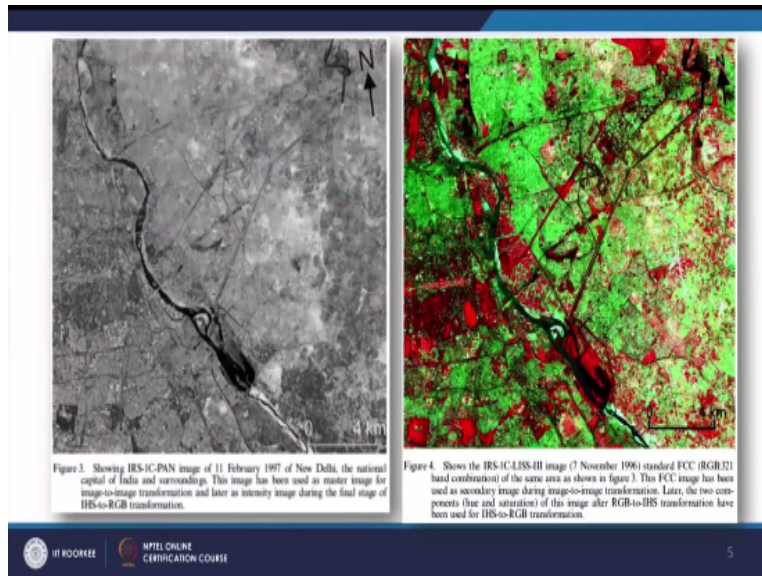 N
N
0 4 km
0 4 km
Figure 3. Showing IRS-1C-PAN image of 11 February 1997 of New Delhi, the national
capital of India and surroundings. This image has been used as master image for
image-to-image transformation and later as intensity image during the final stage of
IHS-to-RGB transformation.
Figure 4. Shows the IRS-1C-LISS-III image (7 November 1996) standard FCC (RGB:321
band combination) of the same area as shown in figure 3. This FCC image has been
used as secondary image during image-to-image transformation. Later, the two com-
ponents (hue and saturation) of this image after RGB-to-IHS transformation have
been used for IHS-to-RGB transformation.
IIT ROORKEE
NPTEL ONLINE
CERTIFICATION COURSE
5